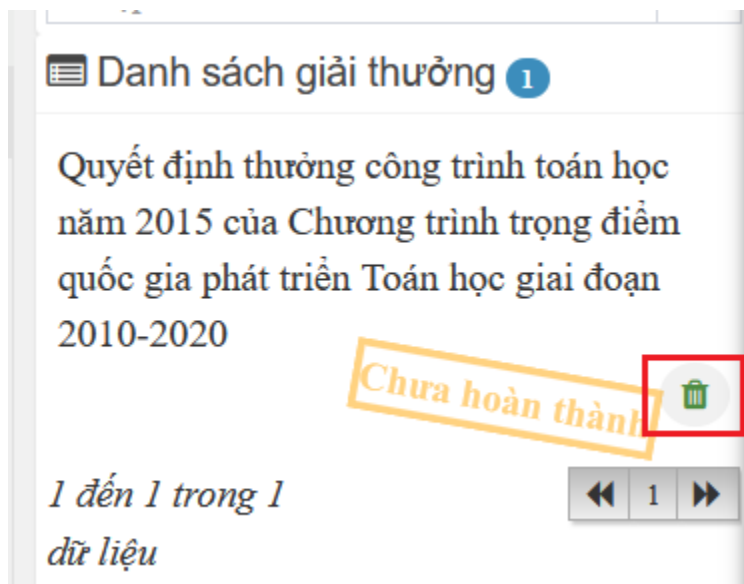 Danh sách giải thưởng 1
Quyết định thưởng công trình toán học
năm 2015 của Chương trình trọng điểm
quốc gia phát triển Toán học giai đoạn
2010-2020
Chưa hoàn thành
1 đến 1 trong 1
dữ liệu
1